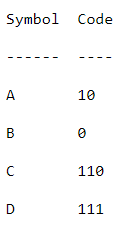 Symbol  Code
------  ----
A       10
B       0
C       110
D       111